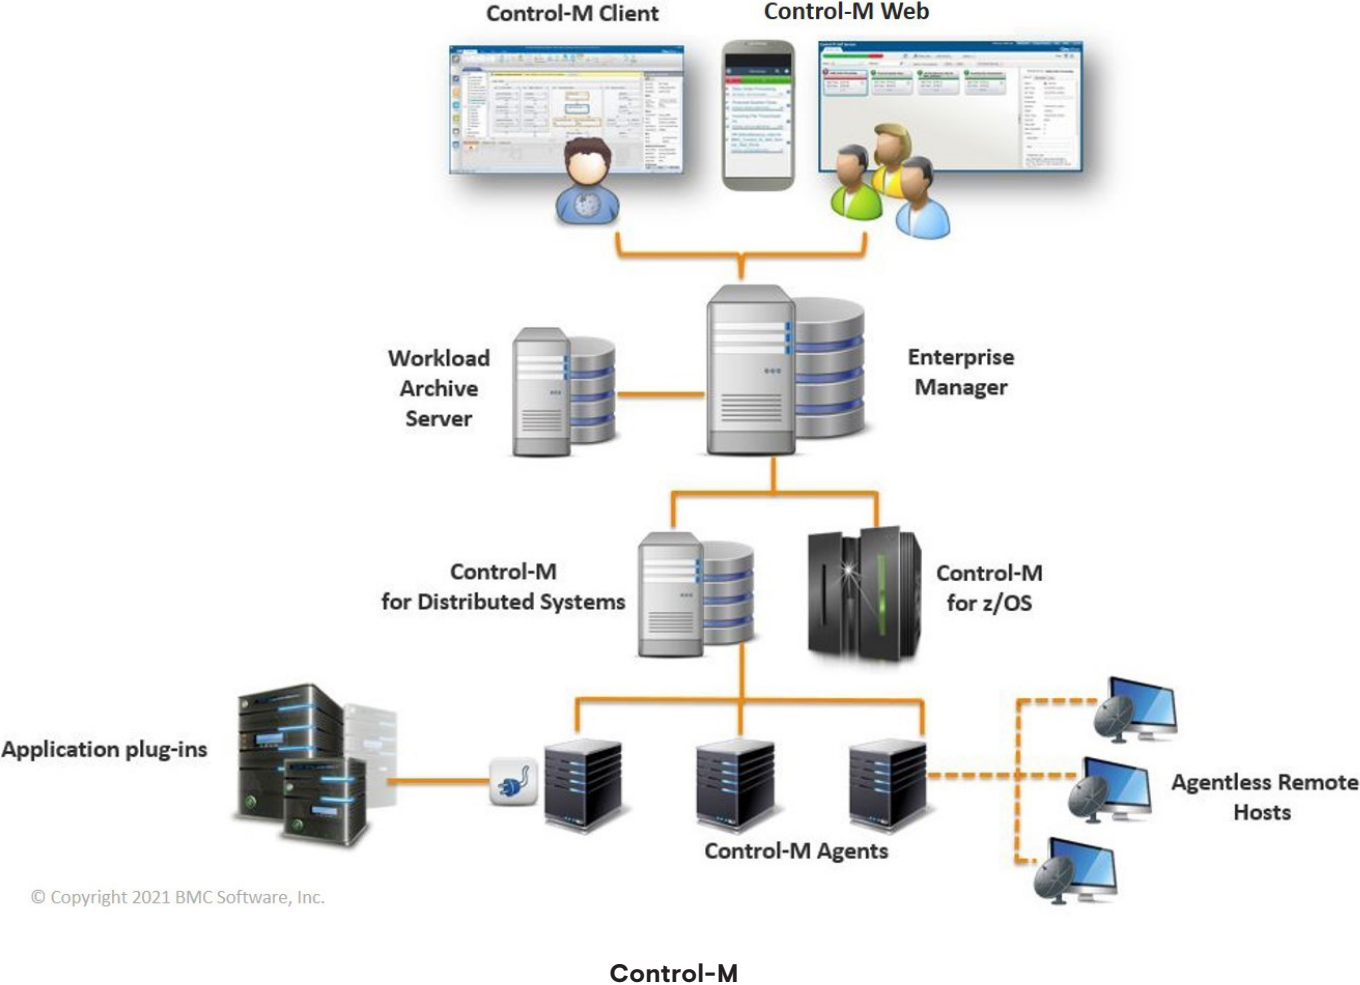 Control-M Client
Control-M Web
Workload
Archive
Server
Enterprise
Manager
Control-M
for Distributed Systems
Control-M
for z/OS
Application plug-ins
Agentless Remote
Hosts
Control-M Agents
© Copyright 2021 BMC Software, Inc.
Control-M